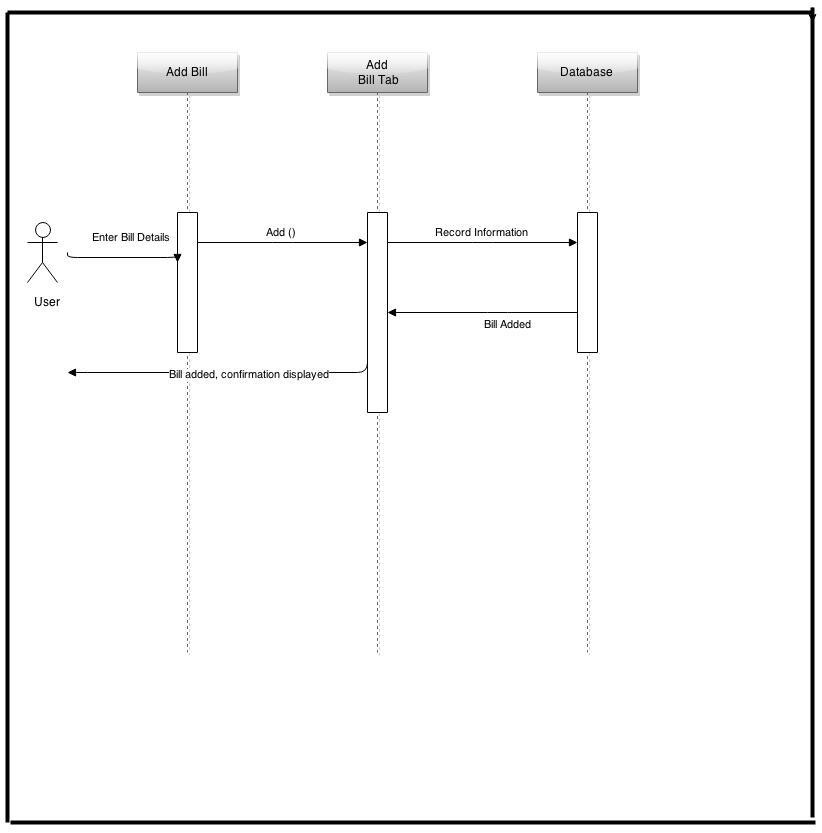 Add Bill
Add
Bill Tab
Database
Enter Bill Details
Add ()
Record Information
User
Bill Added
Bill added, confirmation displayed